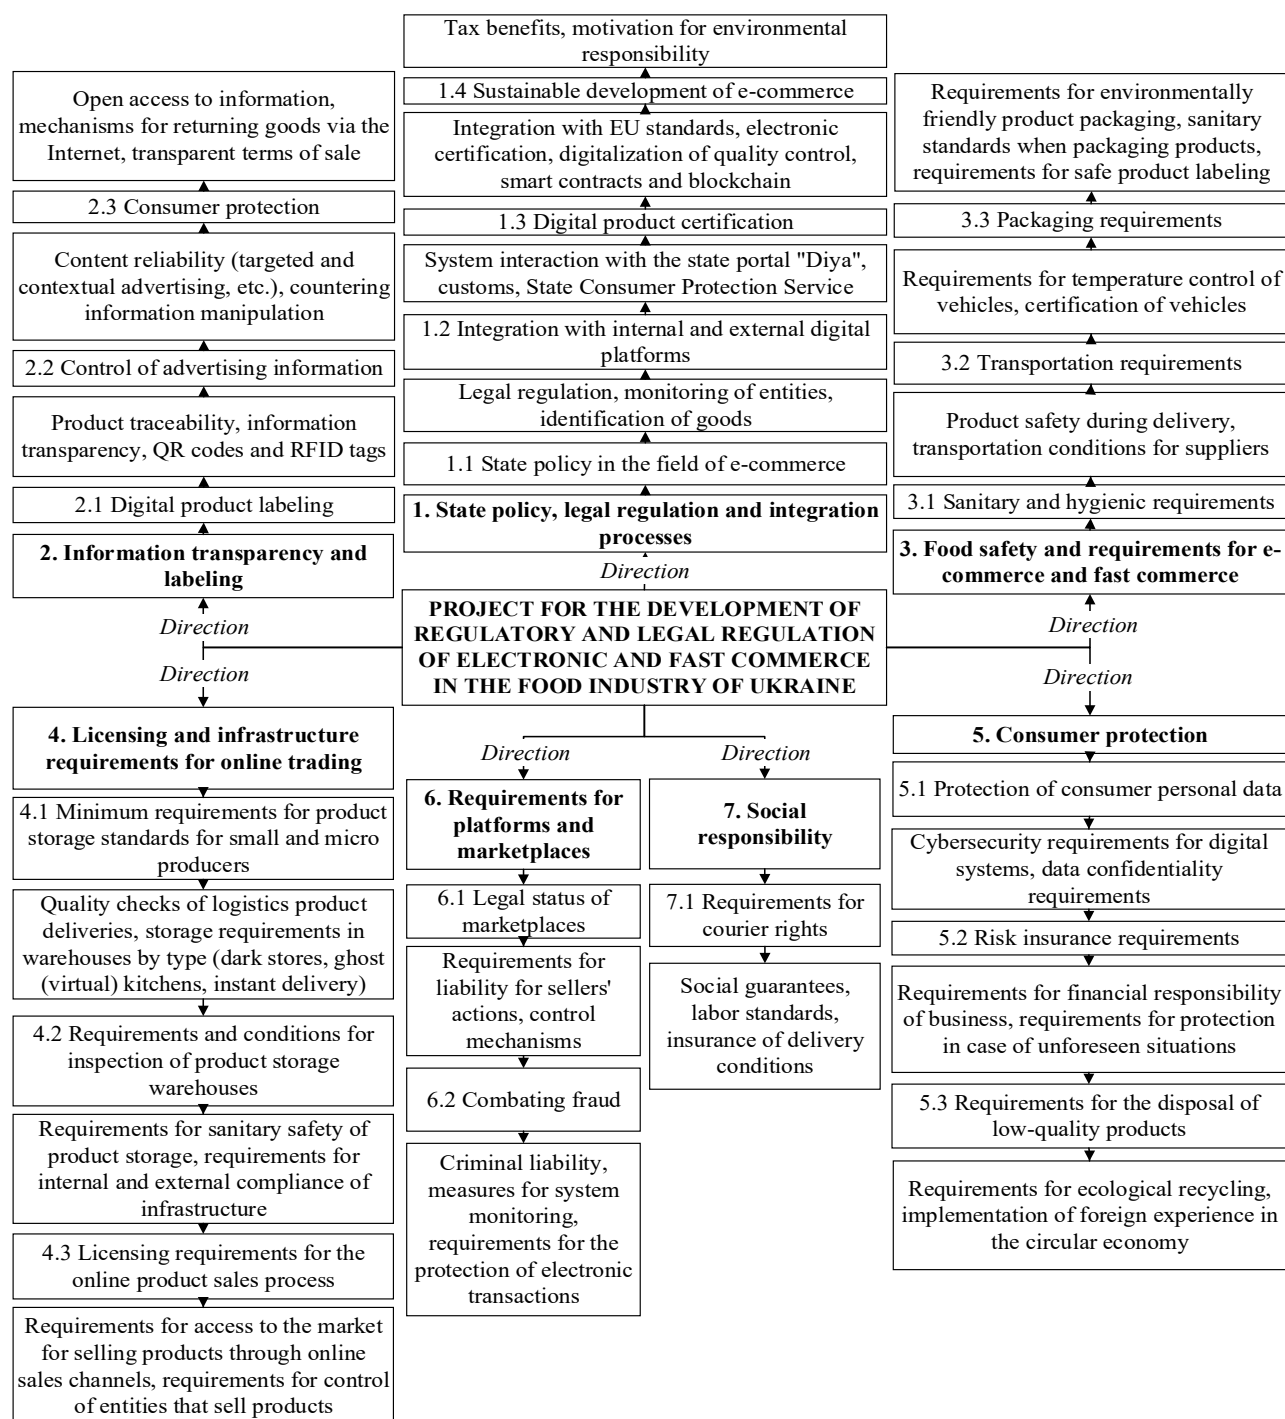 Tax benefits, motivation for environmental
responsibility
1.4 Sustainable development of e-commerce
Integration with EU standards, electronic
certification, digitalization of quality control,
smart contracts and blockchain
1.3 Digital product certification
System interaction with the state portal "Diya",
customs, State Consumer Protection Service
1.2 Integration with internal and external digital
platforms
Legal regulation, monitoring of entities,
identification of goods
1.1 State policy in the field of e-commerce
1. State policy, legal regulation and integration
processes
Direction
Open access to information,
mechanisms for returning goods via the
Internet, transparent terms of sale
2.3 Consumer protection
Content reliability (targeted and
contextual advertising, etc.), countering
information manipulation
2.2 Control of advertising information
Product traceability, information
transparency, QR codes and RFID tags
2.1 Digital product labeling
2. Information transparency and
labeling
Direction
Requirements for environmentally
friendly product packaging, sanitary
standards when packaging products,
requirements for safe product labeling
3.3 Packaging requirements
Requirements for temperature control of
vehicles, certification of vehicles
3.2 Transportation requirements
Product safety during delivery,
transportation conditions for suppliers
3.1 Sanitary and hygienic requirements
3. Food safety and requirements for e-
commerce and fast commerce
Direction
PROJECT FOR THE DEVELOPMENT OF
REGULATORY AND LEGAL REGULATION
OF ELECTRONIC AND FAST COMMERCE
IN THE FOOD INDUSTRY OF UKRAINE
Direction
4. Licensing and infrastructure
requirements for online trading
4.1 Minimum requirements for product
storage standards for small and micro
producers
Quality checks of logistics product
deliveries, storage requirements in
warehouses by type (dark stores, ghost
(virtual) kitchens, instant delivery)
4.2 Requirements and conditions for
inspection of product storage
warehouses
Requirements for sanitary safety of
product storage, requirements for
internal and external compliance of
infrastructure
4.3 Licensing requirements for the
online product sales process
Requirements for access to the market
for selling products through online
sales channels, requirements for control
of entities that sell products
Direction
6. Requirements for
platforms and
marketplaces
6.1 Legal status of
marketplaces
Requirements for
liability for sellers'
actions, control
mechanisms
6.2 Combating fraud
Criminal liability,
measures for system
monitoring,
requirements for the
protection of electronic
transactions
Direction
7. Social
responsibility
7.1 Requirements for
courier rights
Social guarantees,
labor standards,
insurance of delivery
conditions
Direction
5. Consumer protection
5.1 Protection of consumer personal data
Cybersecurity requirements for digital
systems, data confidentiality
requirements
5.2 Risk insurance requirements
Requirements for financial responsibility
of business, requirements for protection
in case of unforeseen situations
5.3 Requirements for the disposal of
low-quality products
Requirements for ecological recycling,
implementation of foreign experience in
the circular economy